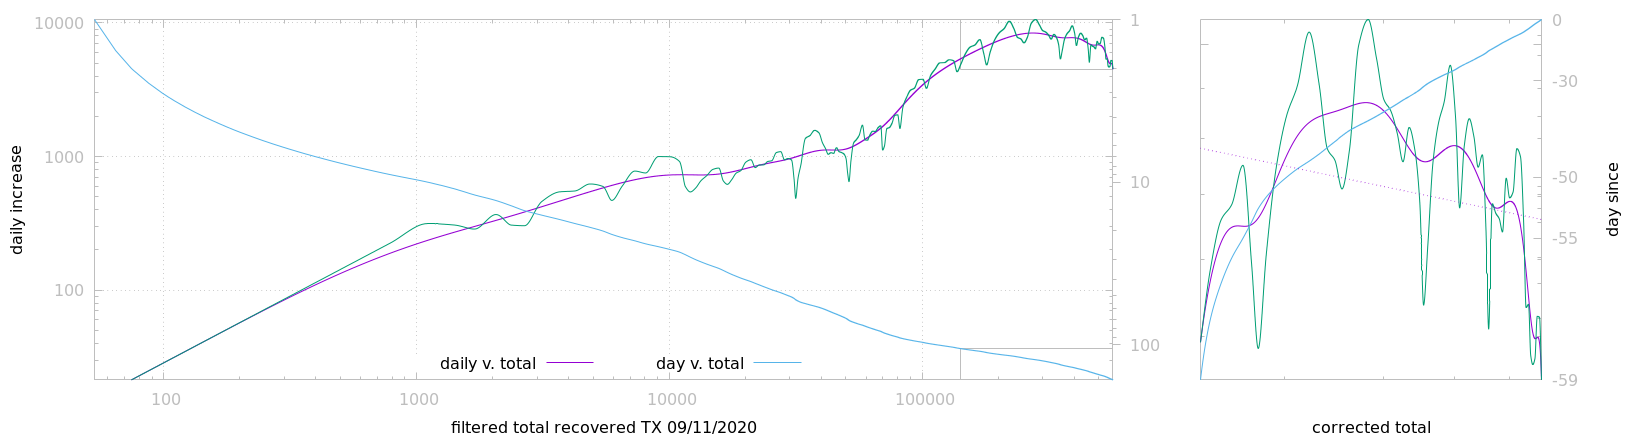 10000
1000
100
daily increase
100
1000
10000
100000
1
10
100
daily v. total
day v. total
filtered total recovered TX 09/11/2020
0
-30
-50
-55
-59
day since
corrected total